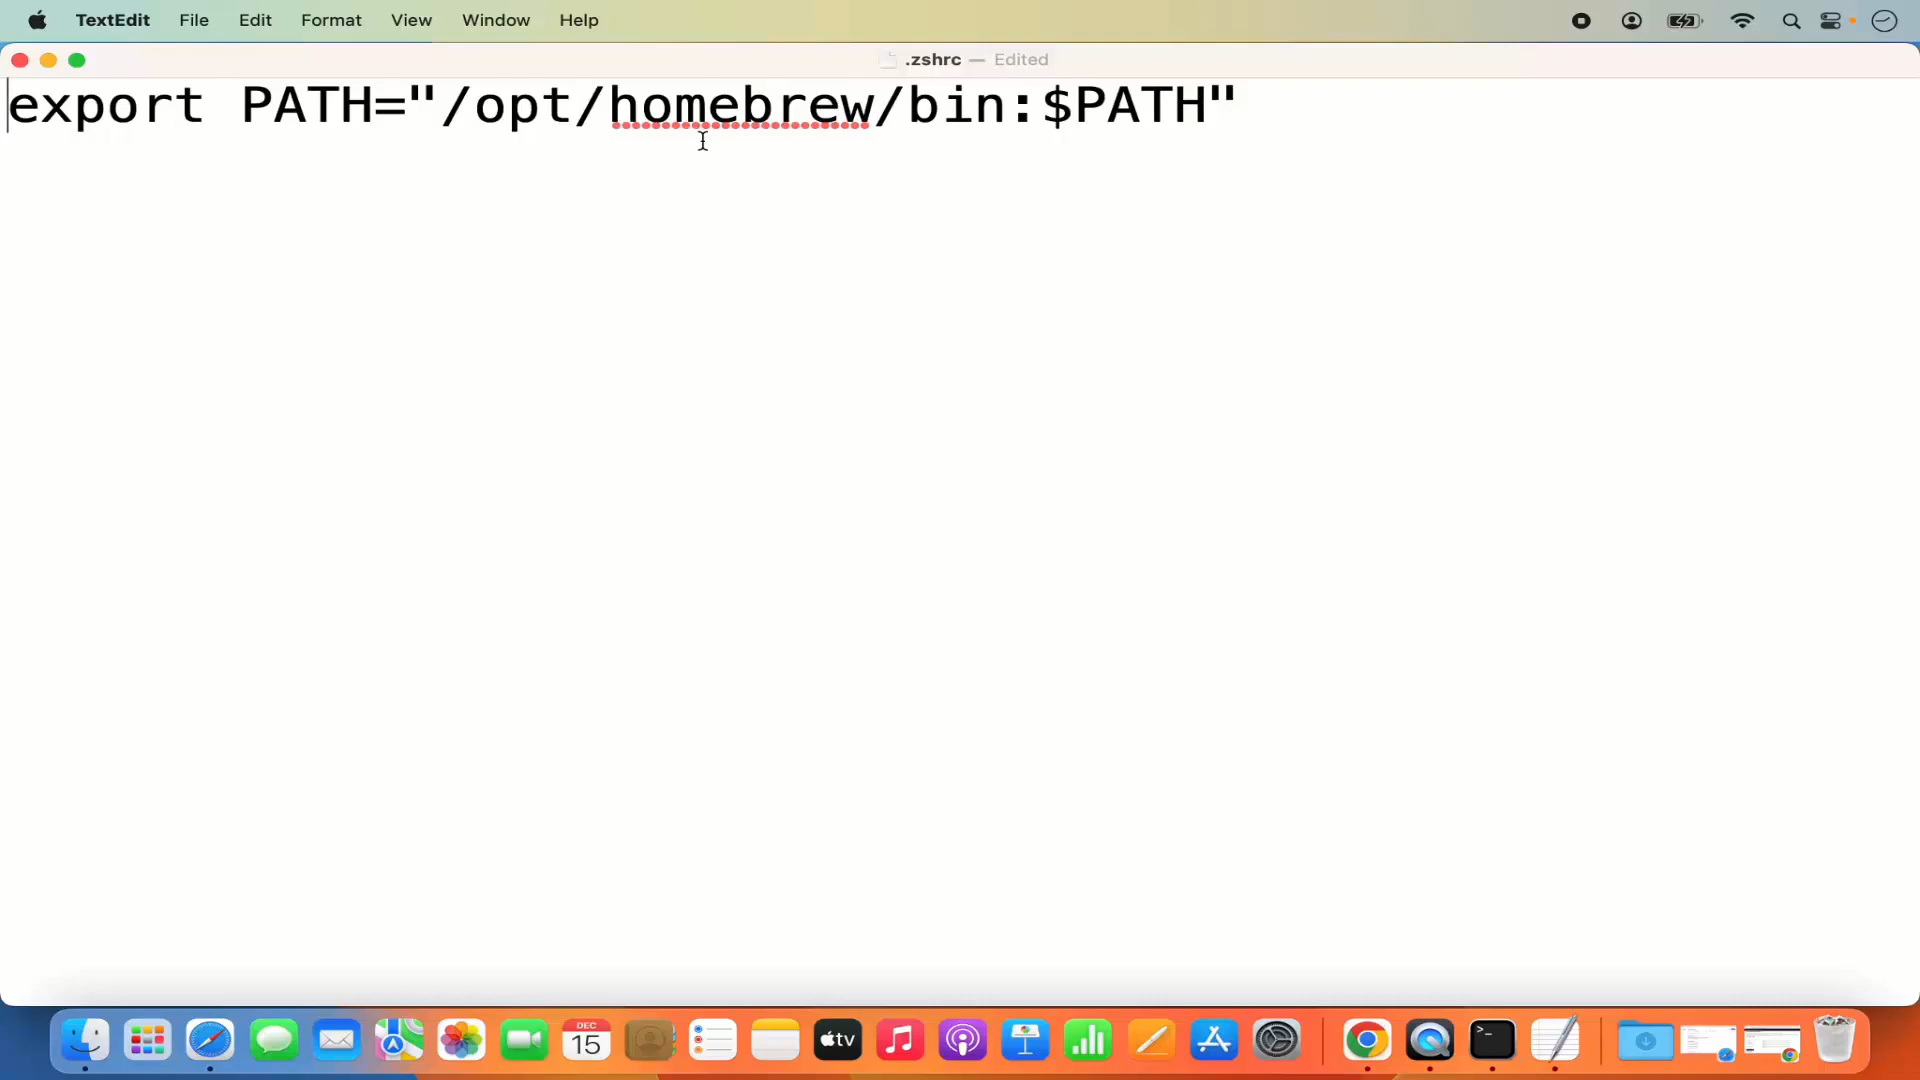 TextEdit File Edit Format View Window Help
.zshrc — Edited
export PATH="/opt/homebrew/bin:$PATH"
DEC
15
tv
>_